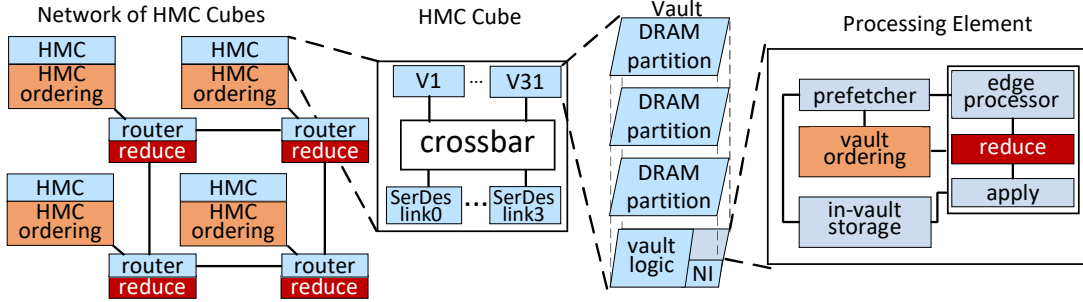 Network of HMC Cubes
HMC
HMC
ordering
HMC
HMC
ordering
router
reduce
router
reduce
HMC
HMC
ordering
HMC
HMC
ordering
router
reduce
router
reduce
HMC Cube
V1 ... V31
crossbar
SerDes
link0
...
SerDes
link3
Vault
DRAM
partition
DRAM
partition
DRAM
partition
vault
logic
NI
Processing Element
prefetcher
vault
ordering
in-vault
storage
edge
processor
reduce
apply